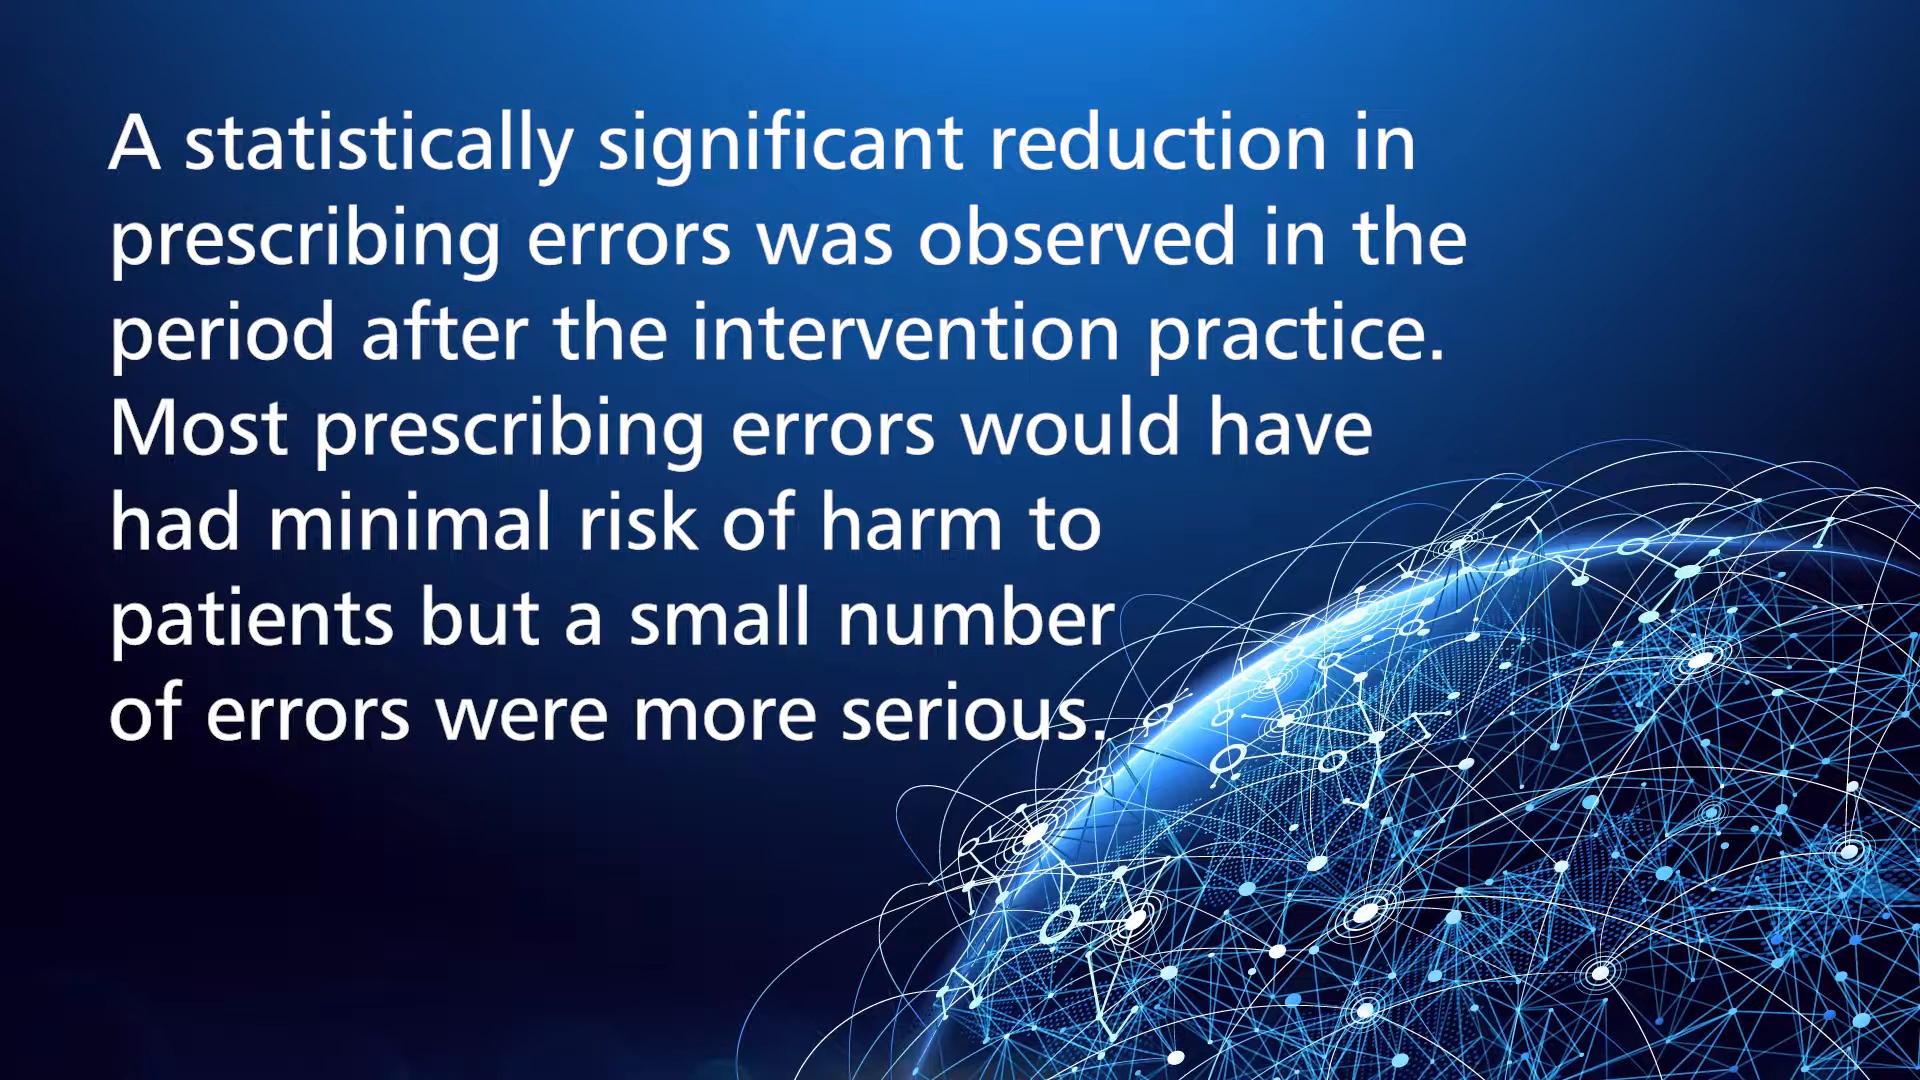 A statistically significant reduction in
prescribing errors was observed in the
period after the intervention practice.
Most prescribing errors would have
had minimal risk of harm to
patients but a small number
of errors were more serious.